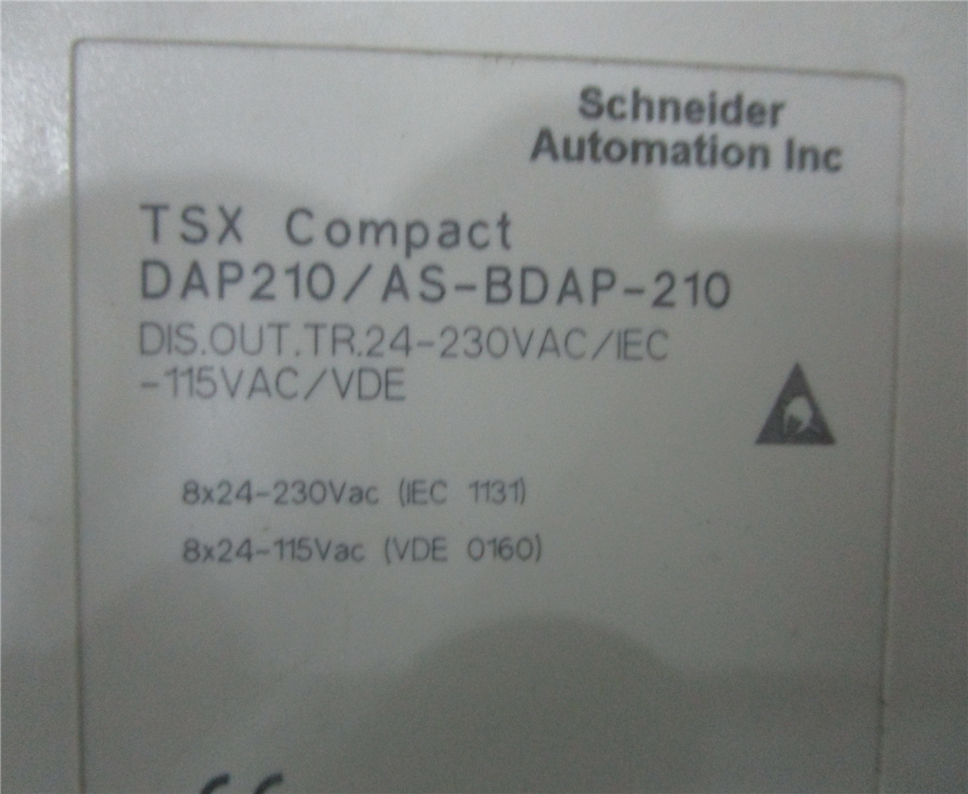 Schneider
Automation Inc
TSX Compact
DAP210/AS-BDAP-210
DIS.OUT.TR.24-230VAC/IEC
-115VAC/VDE
8x24-230Vac (IEC 1131)
8x24-115Vac (VDE 0160)